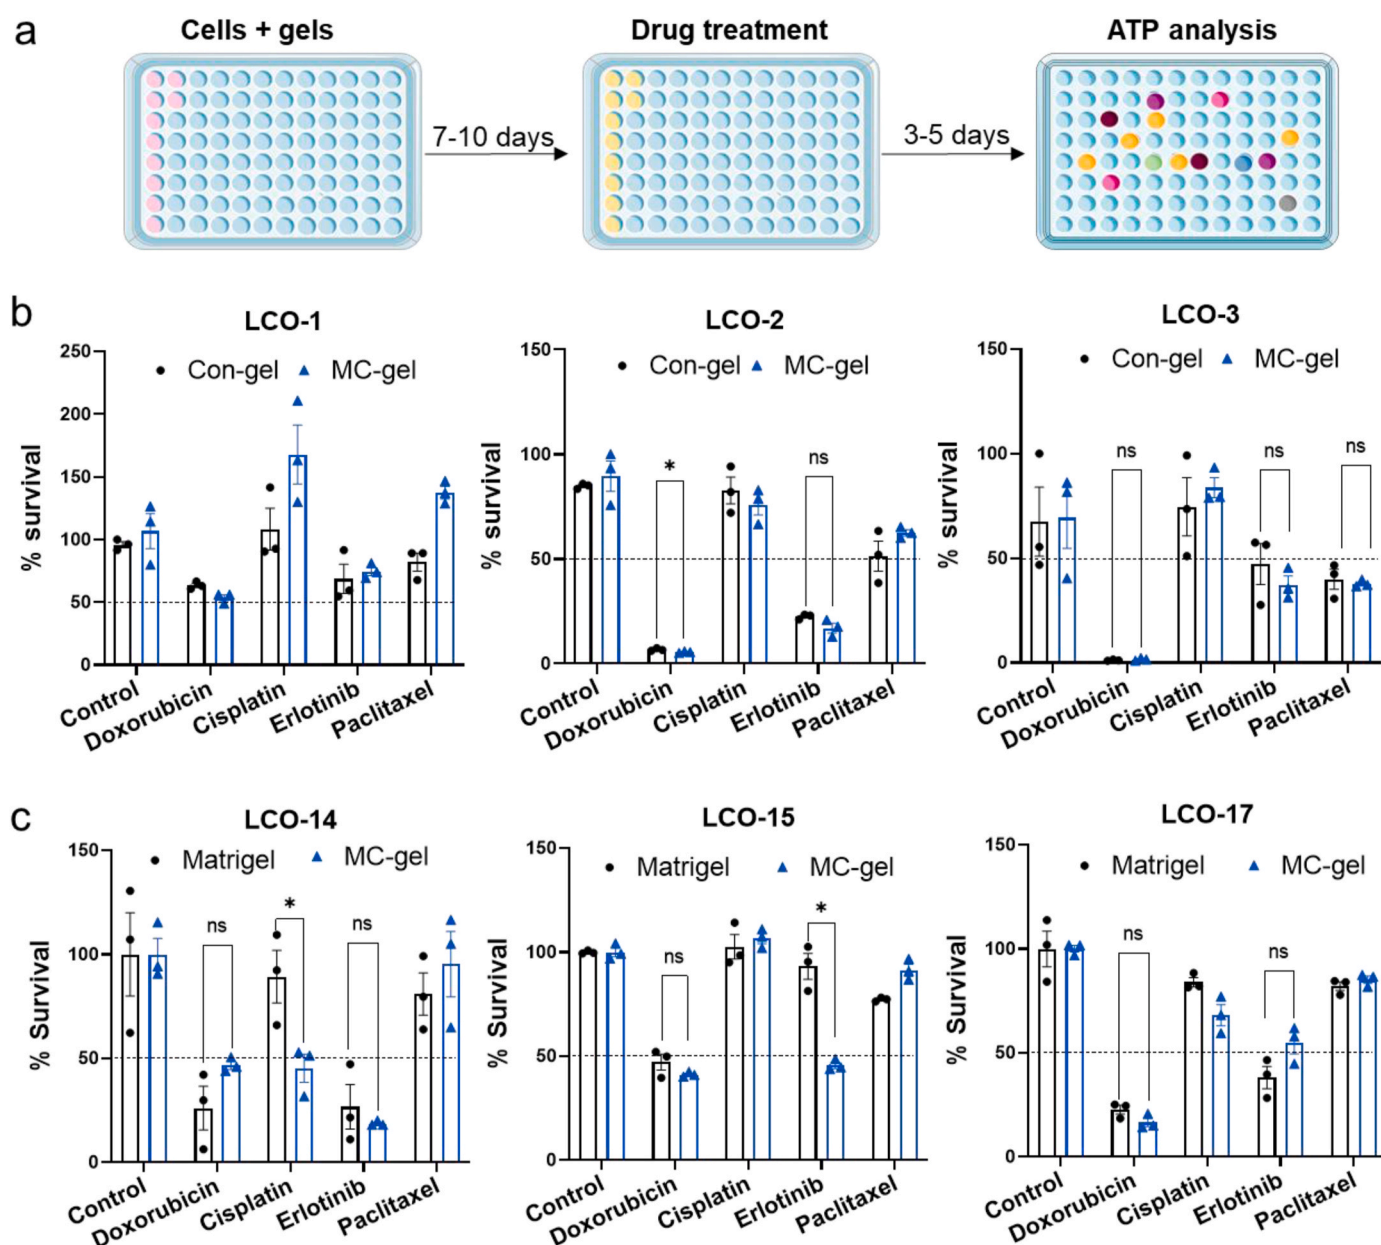 a
Cells + gels
Drug treatment
ATP analysis
7-10 days
3-5 days
b
LCO-1
250
200
150
100
50
0
% survival
Con-gel
MC-gel
Control
Doxorubicin
Cisplatin
Erlotinib
Paclitaxel
LCO-2
150
100
50
0
% survival
Con-gel
MC-gel
*
ns
Control
Doxorubicin
Cisplatin
Erlotinib
Paclitaxel
LCO-3
150
100
50
0
% survival
Con-gel
MC-gel
ns
ns
ns
Control
Doxorubicin
Cisplatin
Erlotinib
Paclitaxel
c
LCO-14
150
100
50
0
% Survival
Matrigel
MC-gel
ns
*
ns
Control
Doxorubicin
Cisplatin
Erlotinib
Paclitaxel
LCO-15
150
100
50
0
% Survival
Matrigel
MC-gel
ns
*
Control
Doxorubicin
Cisplatin
Erlotinib
Paclitaxel
LCO-17
150
100
50
0
% Survival
Matrigel
MC-gel
ns
ns
Control
Doxorubicin
Cisplatin
Erlotinib
Paclitaxel